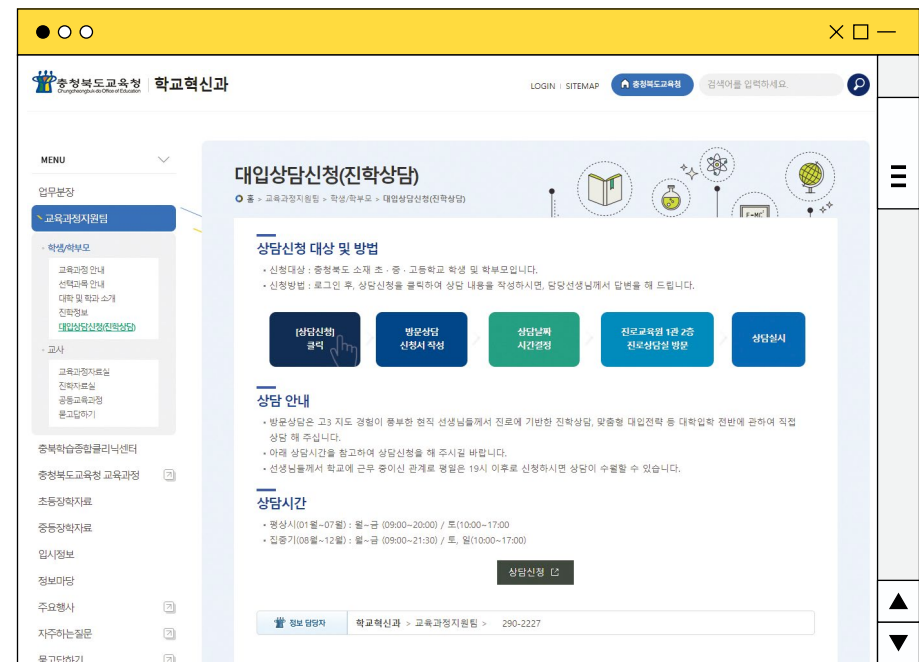 충청북도교육청
Chungcheongbuk-do Office of Education
학교혁신과
LOGIN
SITEMAP
충청북도교육청
검색어를 입력하세요.
MENU
업무분장
교육과정지원팀
학생/학부모
교육과정 안내
선택과목 안내
대학 및 학과 소개
진학정보
대입상담신청(진학상담)
교사
교육과정자료실
진학자료실
공동교육과정
묻고답하기
충북학습종합클리닉센터
충청북도교육청 교육과정
초등장학자료
중등장학자료
입시정보
정보마당
주요행사
자주하는질문
묻고답하기
대입상담신청(진학상담)
홈 > 교육과정지원팀 > 학생/학부모 > 대입상담신청(진학상담)
E=MC²
상담신청 대상 및 방법
• 신청대상 : 충청북도 소재 초 · 중 · 고등학교 학생 및 학부모입니다.
• 신청방법 : 로그인 후, 상담신청을 클릭하여 상담 내용을 작성하시면, 담당선생님께서 답변을 해 드립니다.
[상담신청]
클릭
방문상담
신청서 작성
상담날짜
시간결정
진로교육원 1관 2층
진로상담실 방문
상담실시
상담 안내
• 방문상담은 고3 지도 경험이 풍부한 현직 선생님들께서 진로에 기반한 진학상담, 맞춤형 대입전략 등 대학입학 전반에 관하여 직접
상담 해 주십니다.
• 아래 상담시간을 참고하여 상담신청을 해 주시길 바랍니다.
• 선생님들께서 학교에 근무 중이신 관계로 평일은 19시 이후로 신청하시면 상담이 수월할 수 있습니다.
상담시간
• 평상시(01월~07월) : 월~금 (09:00~20:00) / 토(10:00~17:00
• 집중기(08월~12월) : 월~금 (09:00~21:30) / 토, 일(10:00~17:00)
상담신청
정보 담당자
학교혁신과 > 교육과정지원팀 > 290-2227